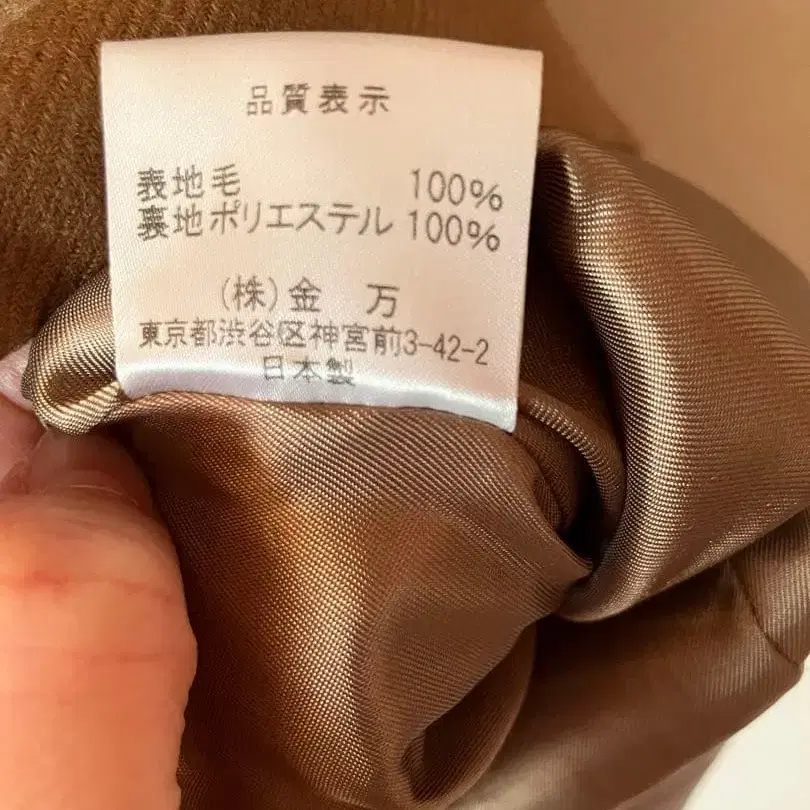 品質表示
表地毛 100%
裏地ポリエステル 100%
(株)金 万
東京都渋谷区神宮前3-42-2
日本製